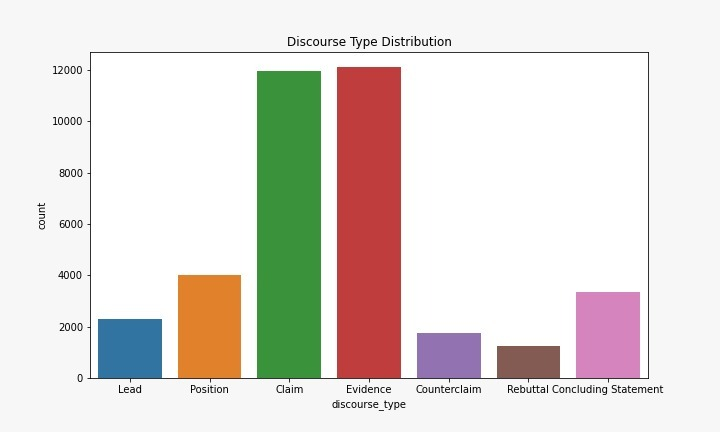 Discourse Type Distribution
12000
10000
8000
6000
4000
2000
0
count
Lead Position Claim Evidence Counterclaim Rebuttal Concluding Statement
discourse_type